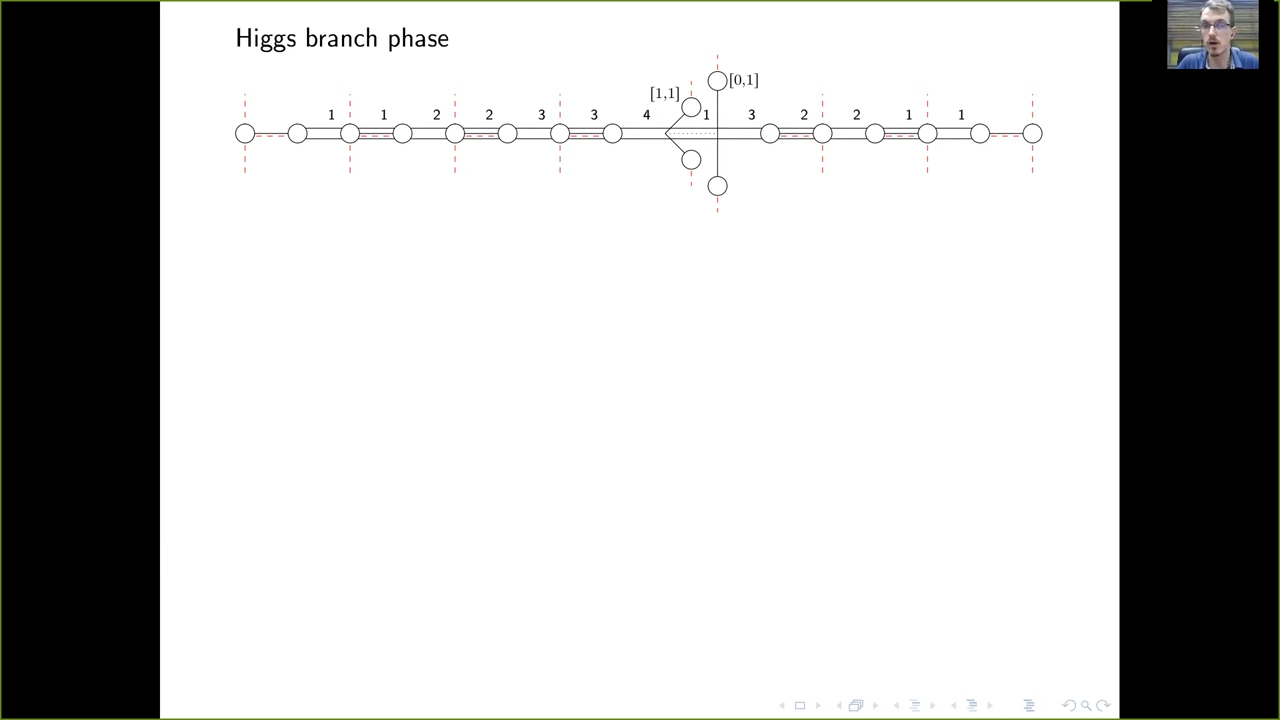 Higgs branch phase
[0,1]
[1,1]
1 1 2 2 3 3 4 1 3 2 2 1 1